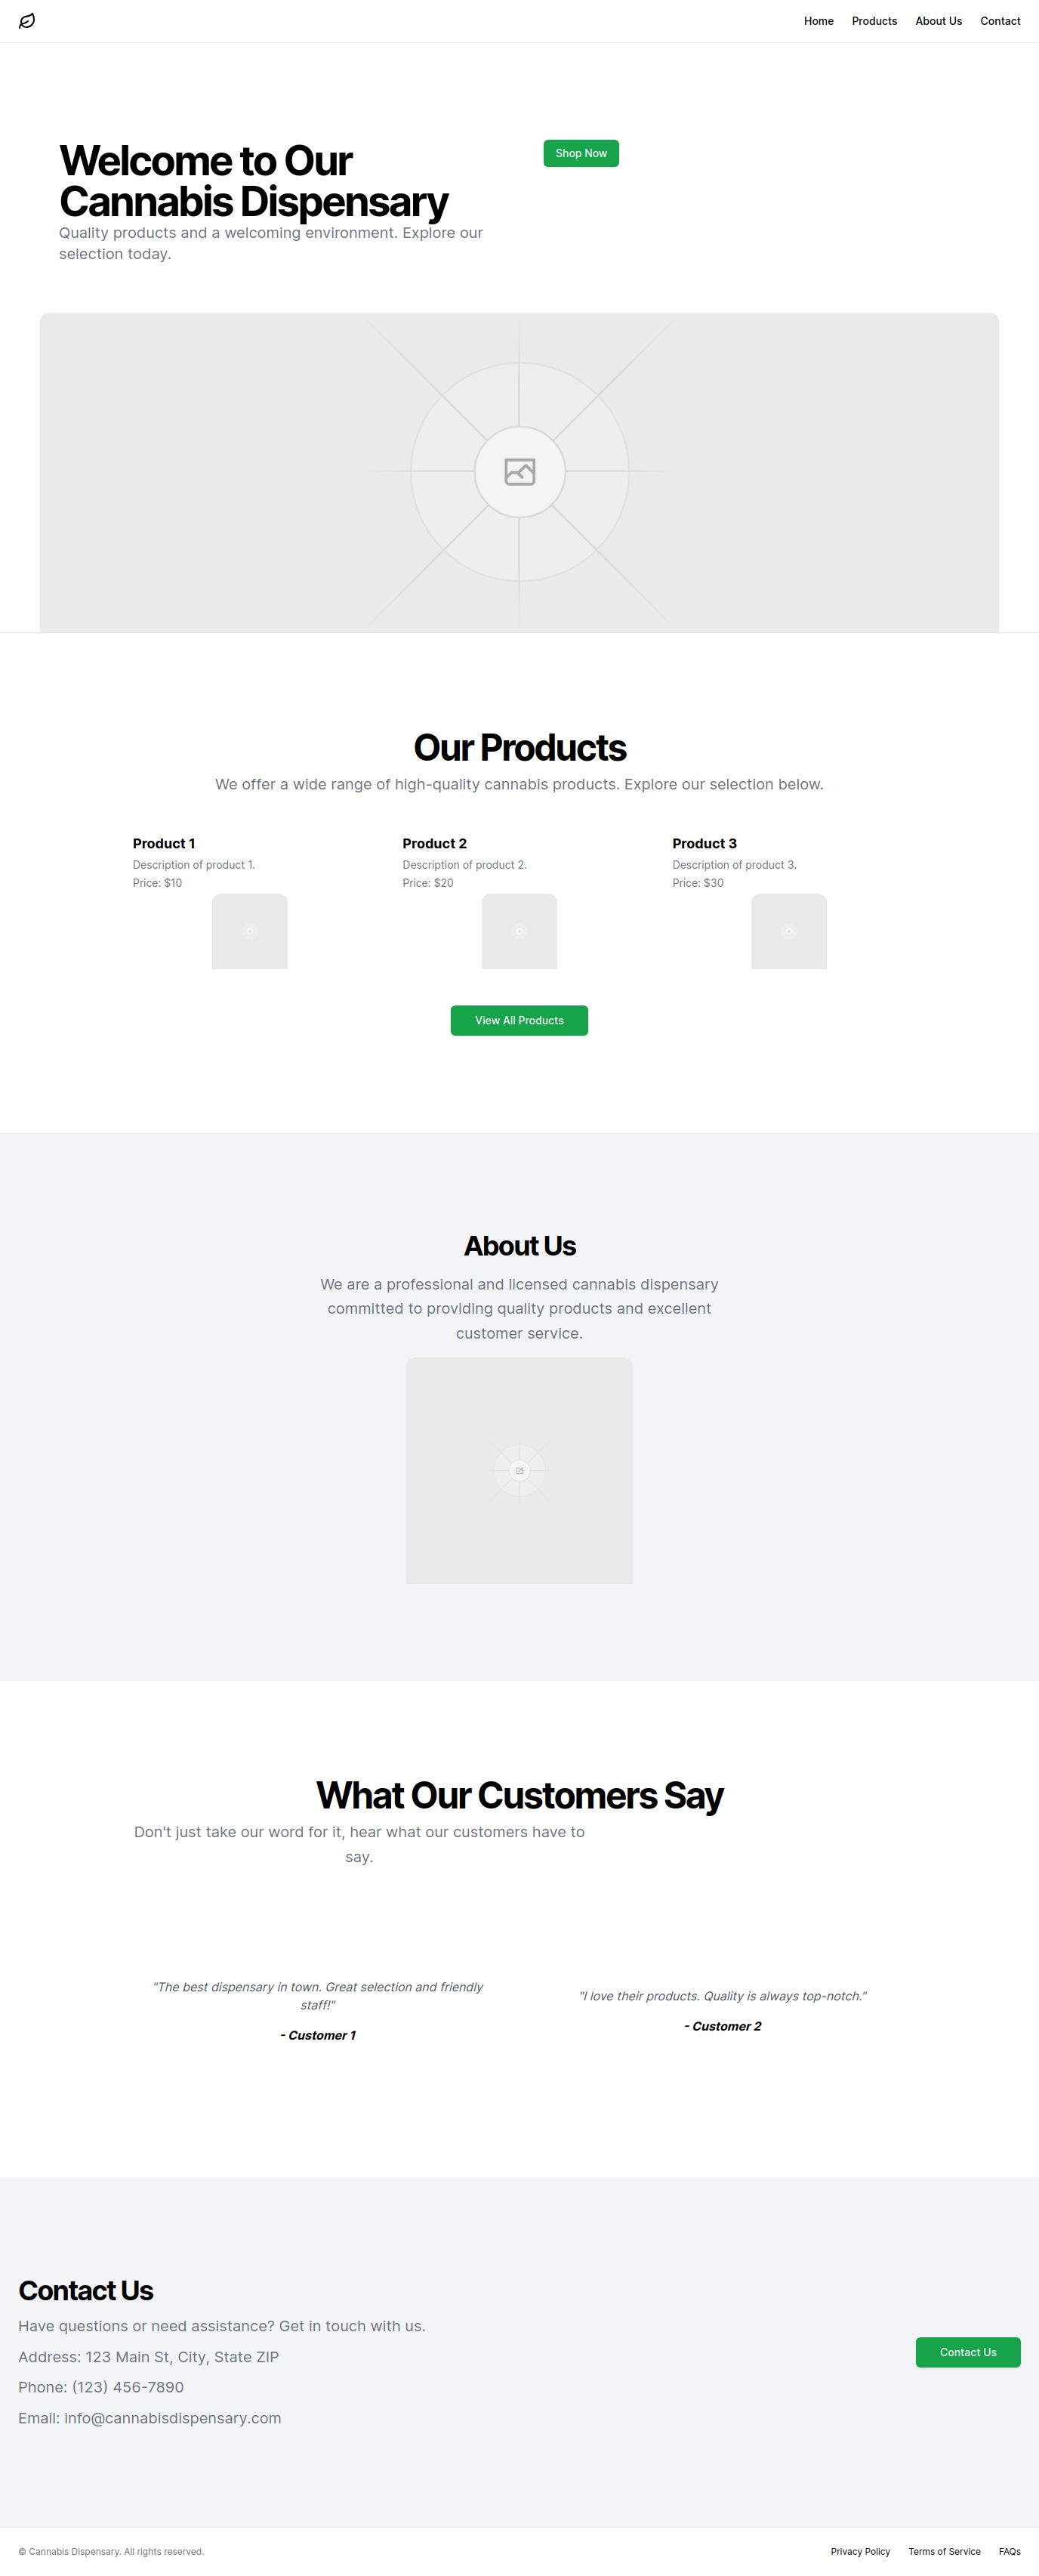 Home Products About Us Contact
Welcome to Our
Cannabis Dispensary
Quality products and a welcoming environment. Explore our
selection today.
Shop Now
Our Products
We offer a wide range of high-quality cannabis products. Explore our selection below.
Product 1
Description of product 1.
Price: $10
Product 2
Description of product 2.
Price: $20
Product 3
Description of product 3.
Price: $30
View All Products
About Us
We are a professional and licensed cannabis dispensary
committed to providing quality products and excellent
customer service.
What Our Customers Say
Don't just take our word for it, hear what our customers have to
say.
"The best dispensary in town. Great selection and friendly
staff!"
- Customer 1
"I love their products. Quality is always top-notch."
- Customer 2
Contact Us
Have questions or need assistance? Get in touch with us.
Address: 123 Main St, City, State ZIP
Phone: (123) 456-7890
Email: info@cannabisdispensary.com
Contact Us
© Cannabis Dispensary. All rights reserved.
Privacy Policy Terms of Service FAQs